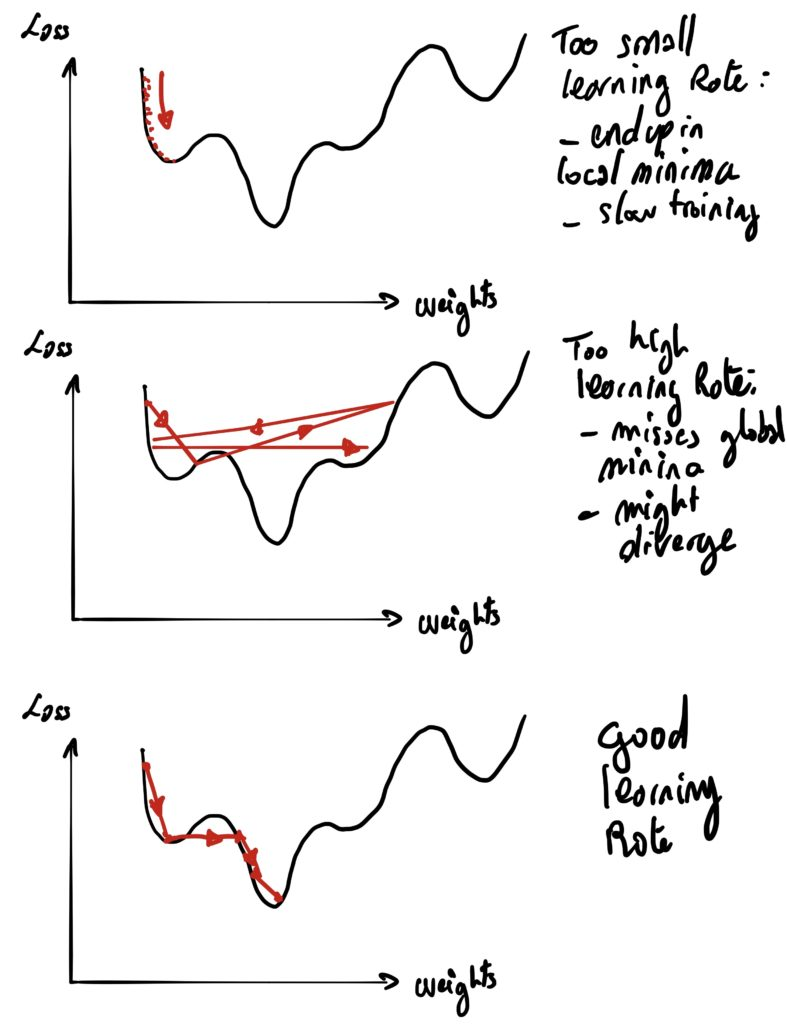 Loss
Too small
learning Rate:
- end up in
local minima
- slow training
weights
Loss
Too high
learning Rate:
- misses global
minima
- might
diverge
weights
Loss
Good
learning
Rate
weights